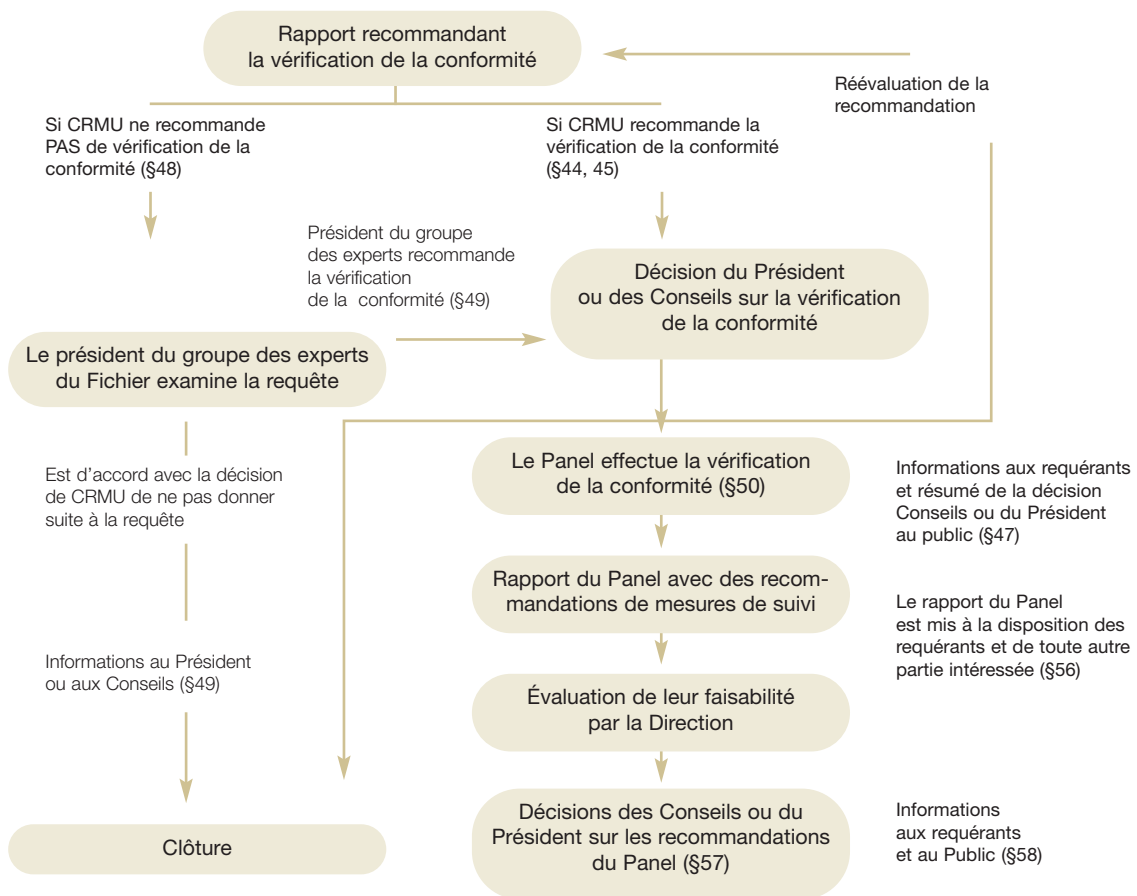 Rapport recommandant
la vérification de la conformité
Réévaluation de la
recommandation
Si CRMU ne recommande
PAS de vérification de la
conformité (§48)
Si CRMU recommande la
vérification de la conformité
(§44, 45)
Président du groupe
des experts recommande
la vérification
de la conformité (§49)
Décision du Président
ou des Conseils sur la vérification
de la conformité
Le président du groupe des experts
du Fichier examine la requête
Est d'accord avec la décision
de CRMU de ne pas donner
suite à la requête
Le Panel effectue la vérification
de la conformité (§50)
Informations aux requérants
et résumé de la décision
Conseils ou du Président
au public (§47)
Rapport du Panel avec des recom-
mandations de mesures de suivi
Le rapport du Panel
est mis à la disposition des
requérants et de toute autre
partie intéressée (§56)
Informations au Président
ou aux Conseils (§49)
Évaluation de leur faisabilité
par la Direction
Décisions des Conseils ou du
Président sur les recommandations
du Panel (§57)
Informations
aux requérants
et au Public (§58)
Clôture